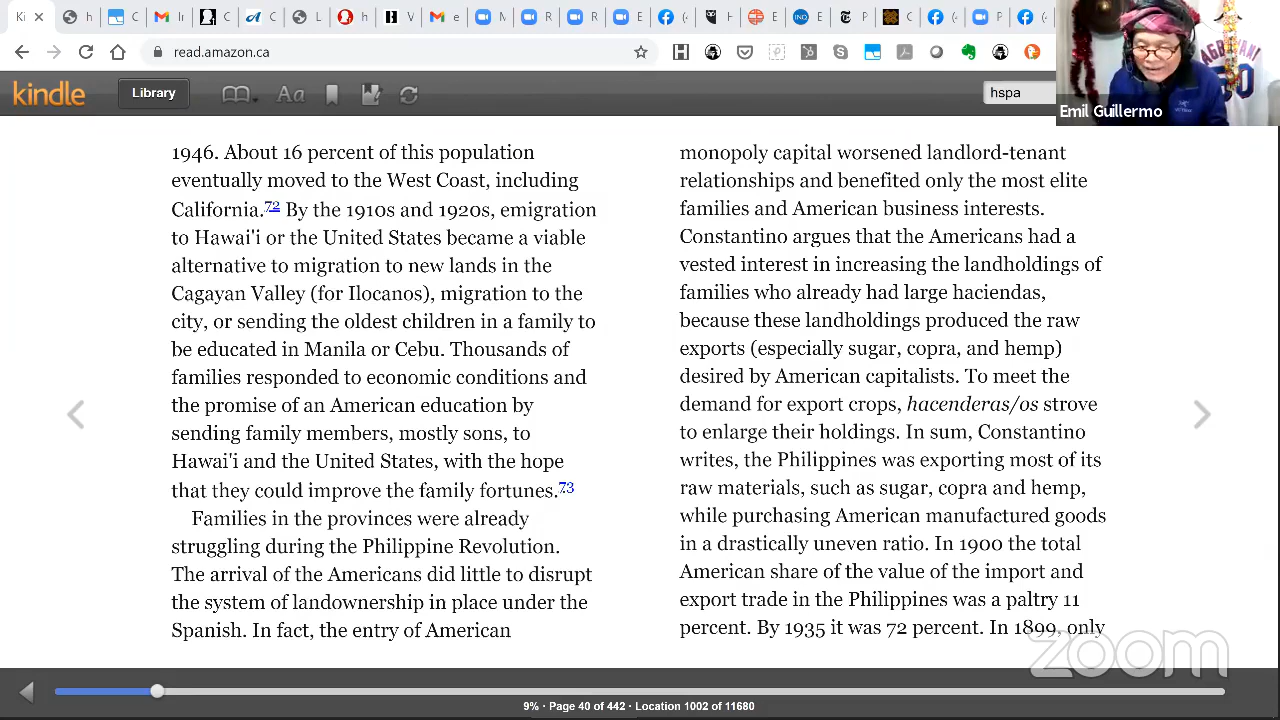 Ki
C
M
In
C
C
L
h
V
e
M
R
R
E
(
H
E
E
P
C
(
P
(
read.amazon.ca
kindle
Library
Aa
hspa
AGBAYANI
Emil Guillermo
1946. About 16 percent of this population
eventually moved to the West Coast, including
California.72 By the 1910s and 1920s, emigration
to Hawai'i or the United States became a viable
alternative to migration to new lands in the
Cagayan Valley (for Ilocanos), migration to the
city, or sending the oldest children in a family to
be educated in Manila or Cebu. Thousands of
families responded to economic conditions and
the promise of an American education by
sending family members, mostly sons, to
Hawai'i and the United States, with the hope
that they could improve the family fortunes.73
Families in the provinces were already
struggling during the Philippine Revolution.
The arrival of the Americans did little to disrupt
the system of landownership in place under the
Spanish. In fact, the entry of American
monopoly capital worsened landlord-tenant
relationships and benefited only the most elite
families and American business interests.
Constantino argues that the Americans had a
vested interest in increasing the landholdings of
families who already had large haciendas,
because these landholdings produced the raw
exports (especially sugar, copra, and hemp)
desired by American capitalists. To meet the
demand for export crops, hacenderas/os strove
to enlarge their holdings. In sum, Constantino
writes, the Philippines was exporting most of its
raw materials, such as sugar, copra and hemp,
while purchasing American manufactured goods
in a drastically uneven ratio. In 1900 the total
American share of the value of the import and
export trade in the Philippines was a paltry 11
percent. By 1935 it was 72 percent. In 1899, only
zoom
9% • Page 40 of 442 • Location 1002 of 11680